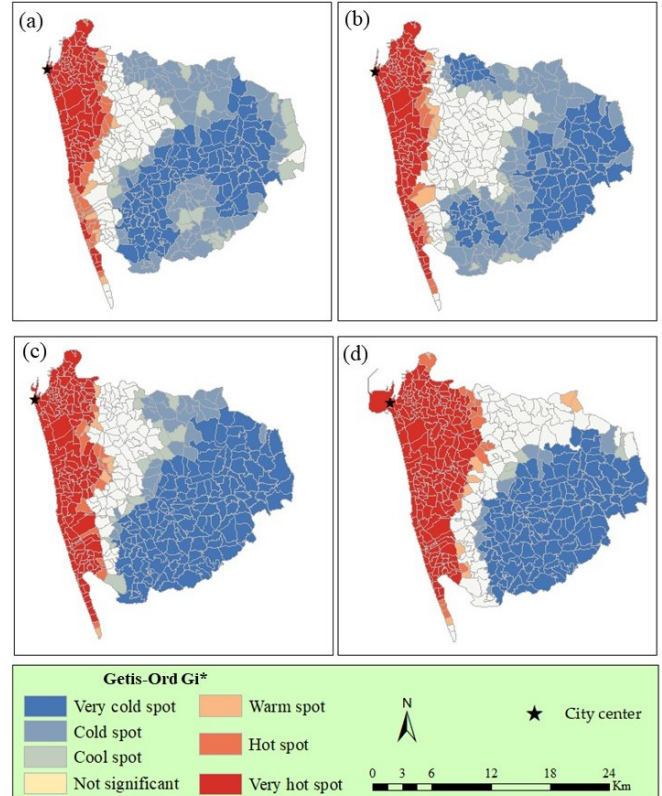 (a)
(b)
(c)
(d)
Getis-Ord Gi*
Very cold spot
Cold spot
Cool spot
Not significant
Warm spot
Hot spot
Very hot spot
N
City center
0 3 6 12 18 24
Km